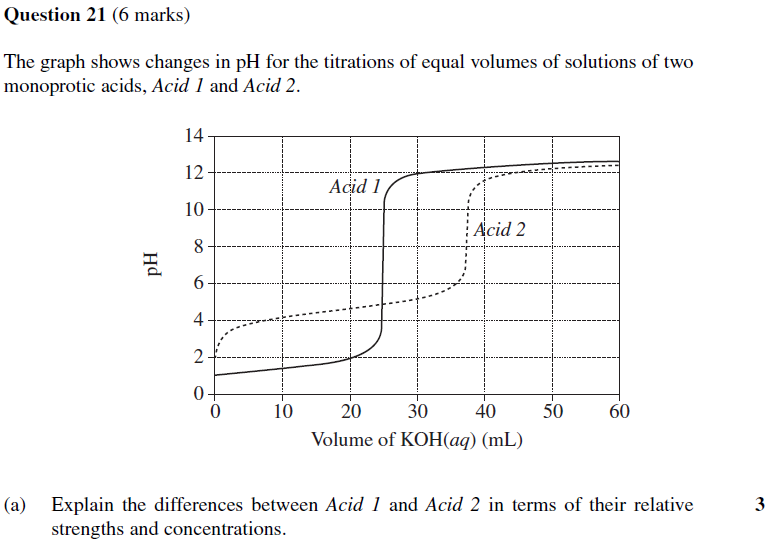 Question 21 (6 marks)
The graph shows changes in pH for the titrations of equal volumes of solutions of two
monoprotic acids, Acid 1 and Acid 2.
14
12
Acid 1
10
Acid 2
8
pH
6
4
2
0
0 10 20 30 40 50 60
Volume of KOH(aq) (mL)
(a) Explain the differences between Acid 1 and Acid 2 in terms of their relative 3
strengths and concentrations.